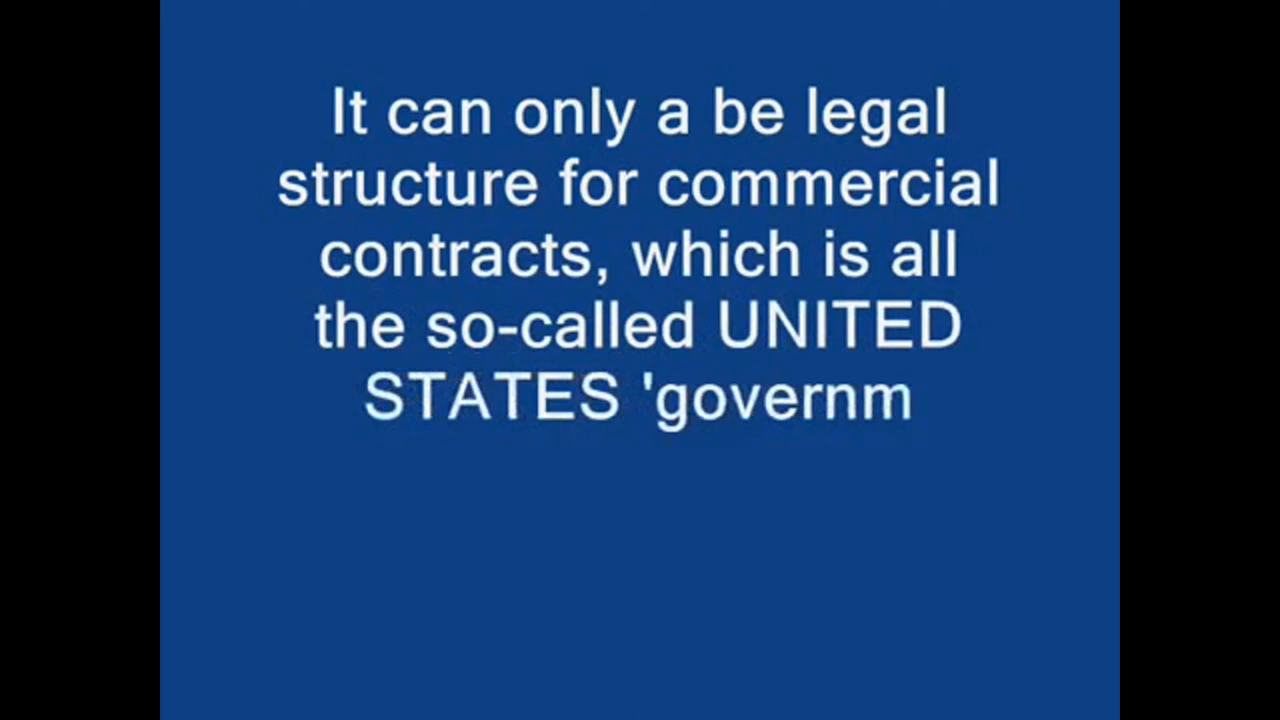 It can only a be legal
structure for commercial
contracts, which is all
the so-called UNITED
STATES 'governm